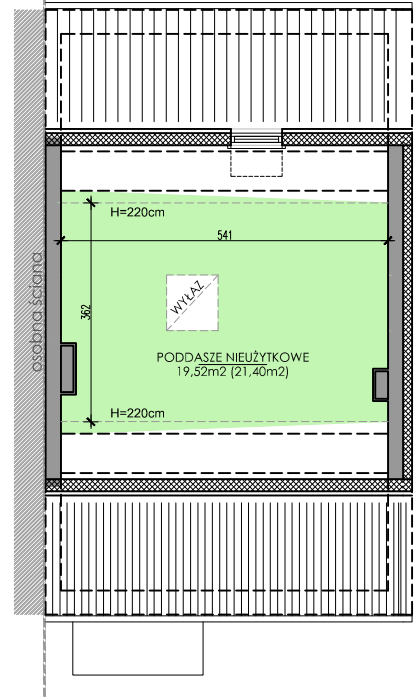 H=220cm
541
osobna ściana
362
WYŁAZ
PODDASZE NIEUŻYTKOWE
19,52m2 (21,40m2)
H=220cm